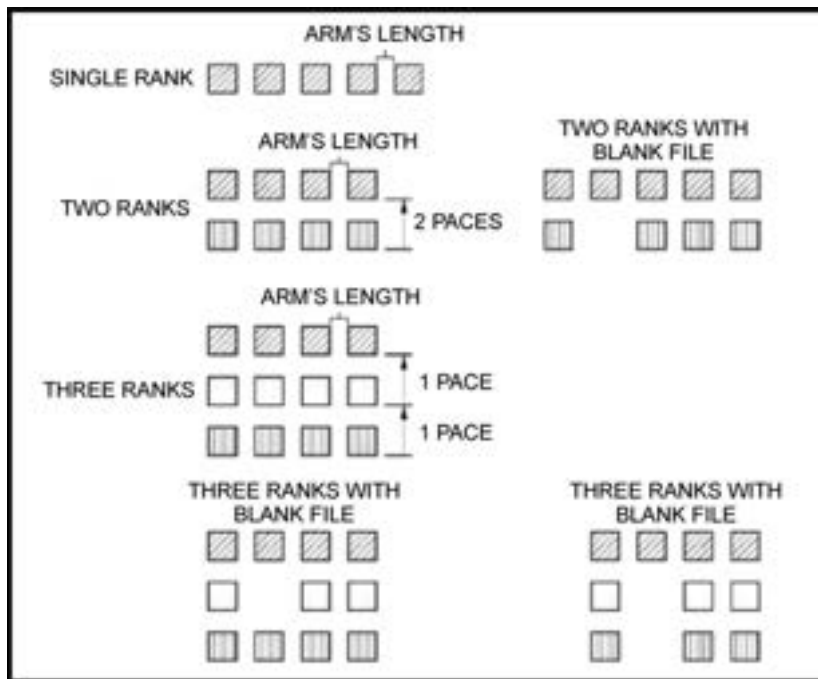 ARM'S LENGTH
SINGLE RANK
ARM'S LENGTH
TWO RANKS WITH
BLANK FILE
TWO RANKS
2 PACES
ARM'S LENGTH
THREE RANKS
1 PACE
1 PACE
THREE RANKS WITH
BLANK FILE
THREE RANKS WITH
BLANK FILE